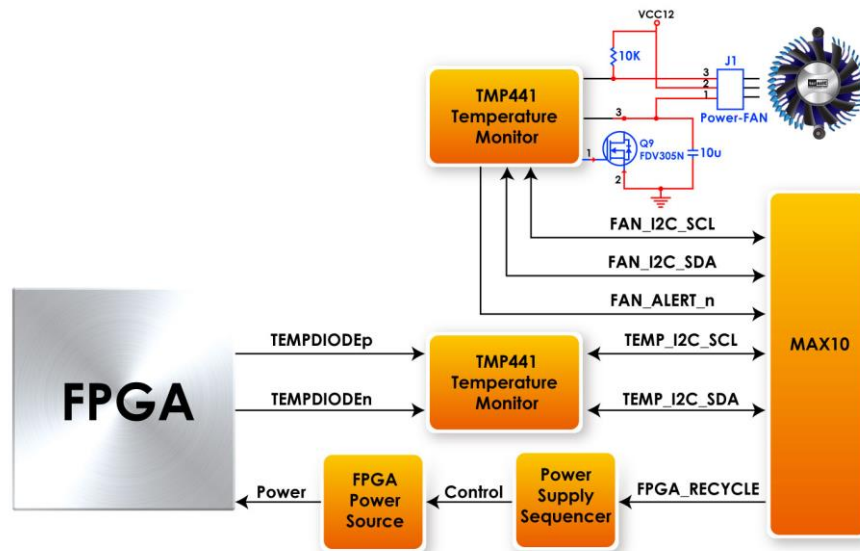 VCC12
10K
J1
3
2
1
Power-FAN
TMP441
Temperature
Monitor
3
1
Q9
FDV305N
2
10u
FAN_I2C_SCL
FAN_I2C_SDA
FAN_ALERT_n
FPGA
TEMPDIODEp
TEMPDIODEn
TMP441
Temperature
Monitor
TEMP_I2C_SCL
TEMP_I2C_SDA
MAX10
Power
FPGA
Power
Source
Control
Power
Supply
Sequencer
FPGA_RECYCLE